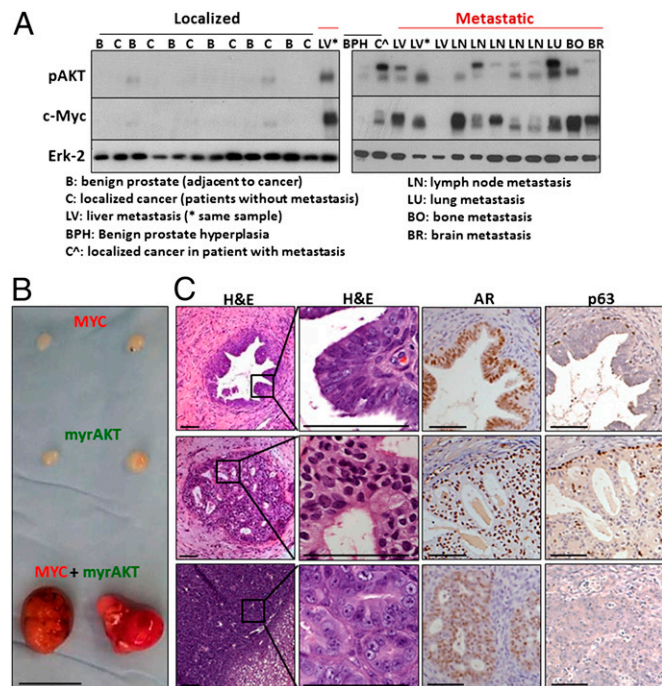 A
Localized
Metastatic
B C B C B C B C B C B C LV*
BPH C^ LV LV* LV LN LN LN LN LU BO BR
pAKT
c-Myc
Erk-2
B: benign prostate (adjacent to cancer)
C: localized cancer (patients without metastasis)
LV: liver metastasis (* same sample)
BPH: Benign prostate hyperplasia
C^: localized cancer in patient with metastasis
LN: lymph node metastasis
LU: lung metastasis
BO: bone metastasis
BR: brain metastasis
B
MYC
myrAKT
MYC + myrAKT
C
H&E H&E AR p63